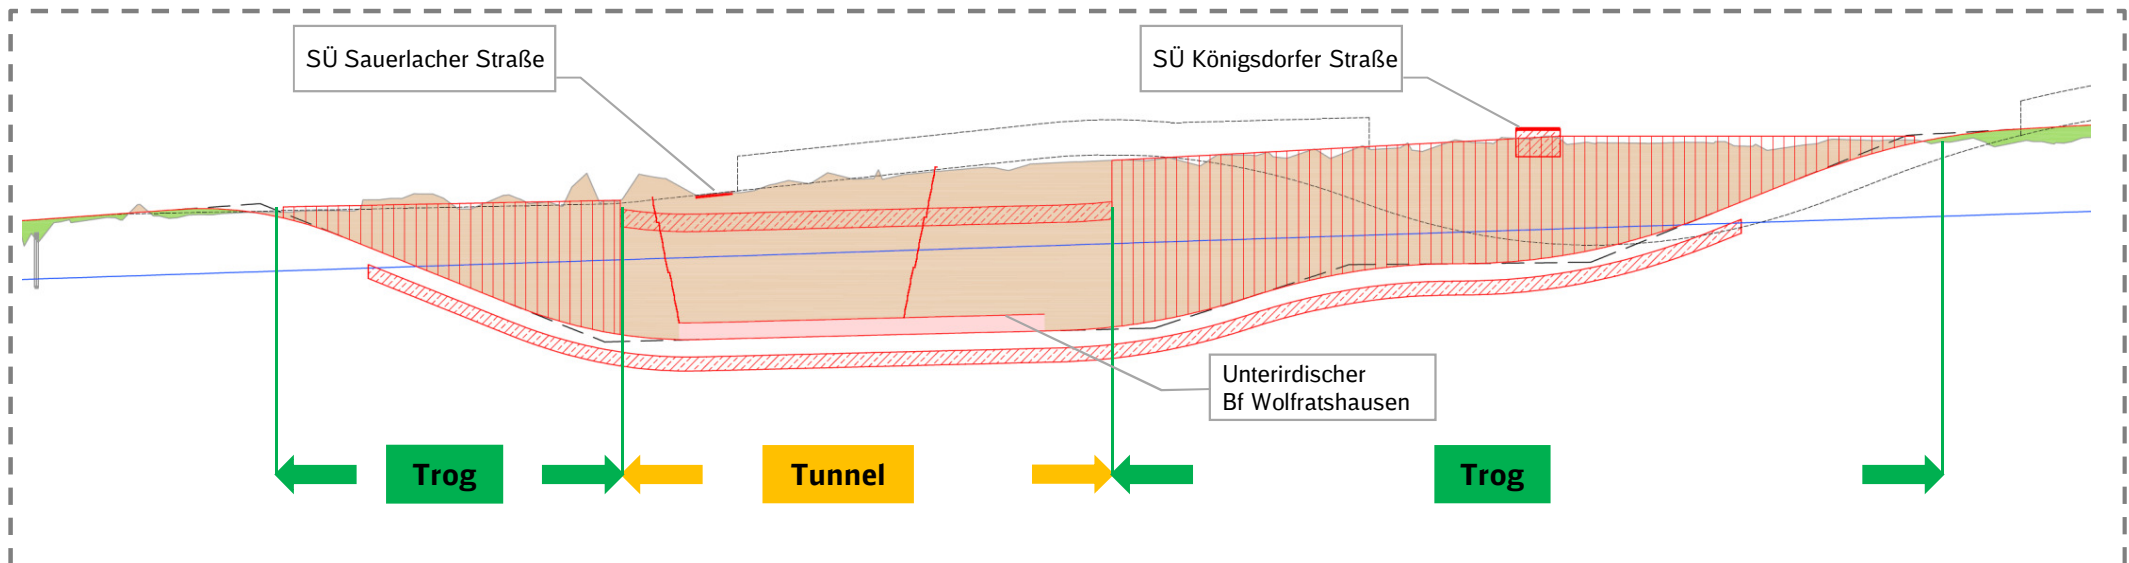 SÜ Sauerlacher Straße
SÜ Königsdorfer Straße
Unterirdischer
Bf Wolfratshausen
Trog
Tunnel
Trog